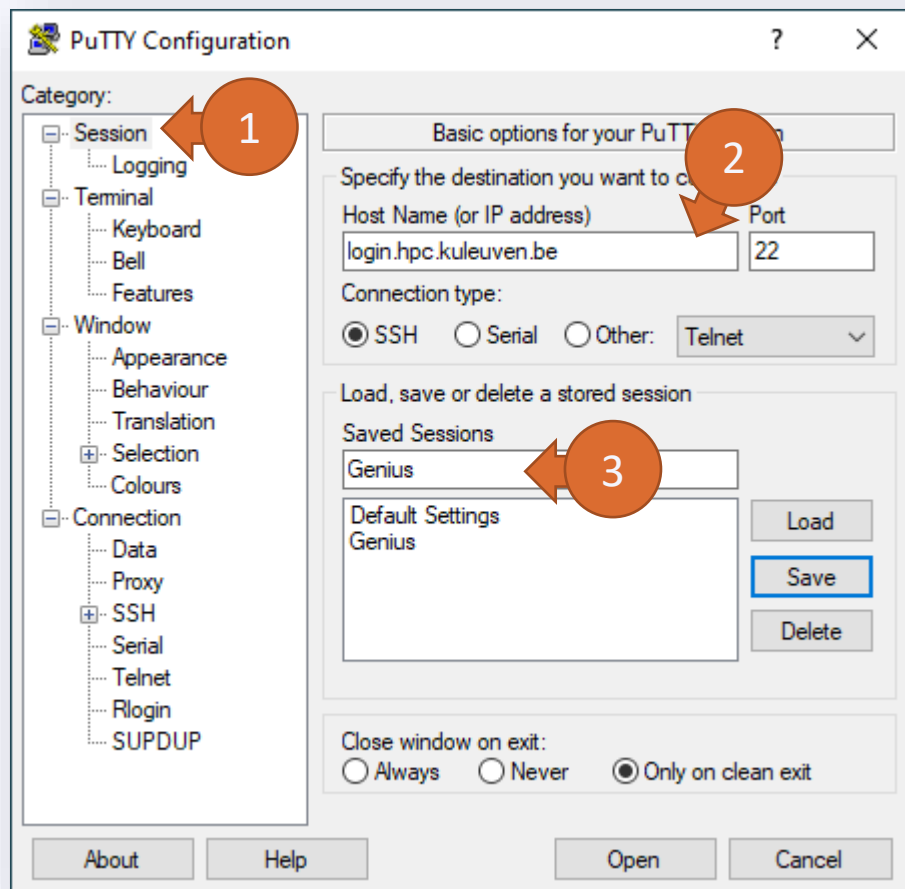 PuTTY Configuration
?
Category:
Session
Logging
Terminal
Keyboard
Bell
Features
Window
Appearance
Behaviour
Translation
Selection
Colours
Connection
Data
Proxy
SSH
Serial
Telnet
Rlogin
SUPDUP
1
Basic options for your
2
Specify the destination you want to
Host Name (or IP address) Port
login.hpc.kuleuven.be 22
Connection type:
SSH Serial Other: Telnet
Load, save or delete a stored session
Saved Sessions
Genius
3
Default Settings
Genius
Load
Save
Delete
Close window on exit:
Always Never Only on clean exit
About Help Open Cancel